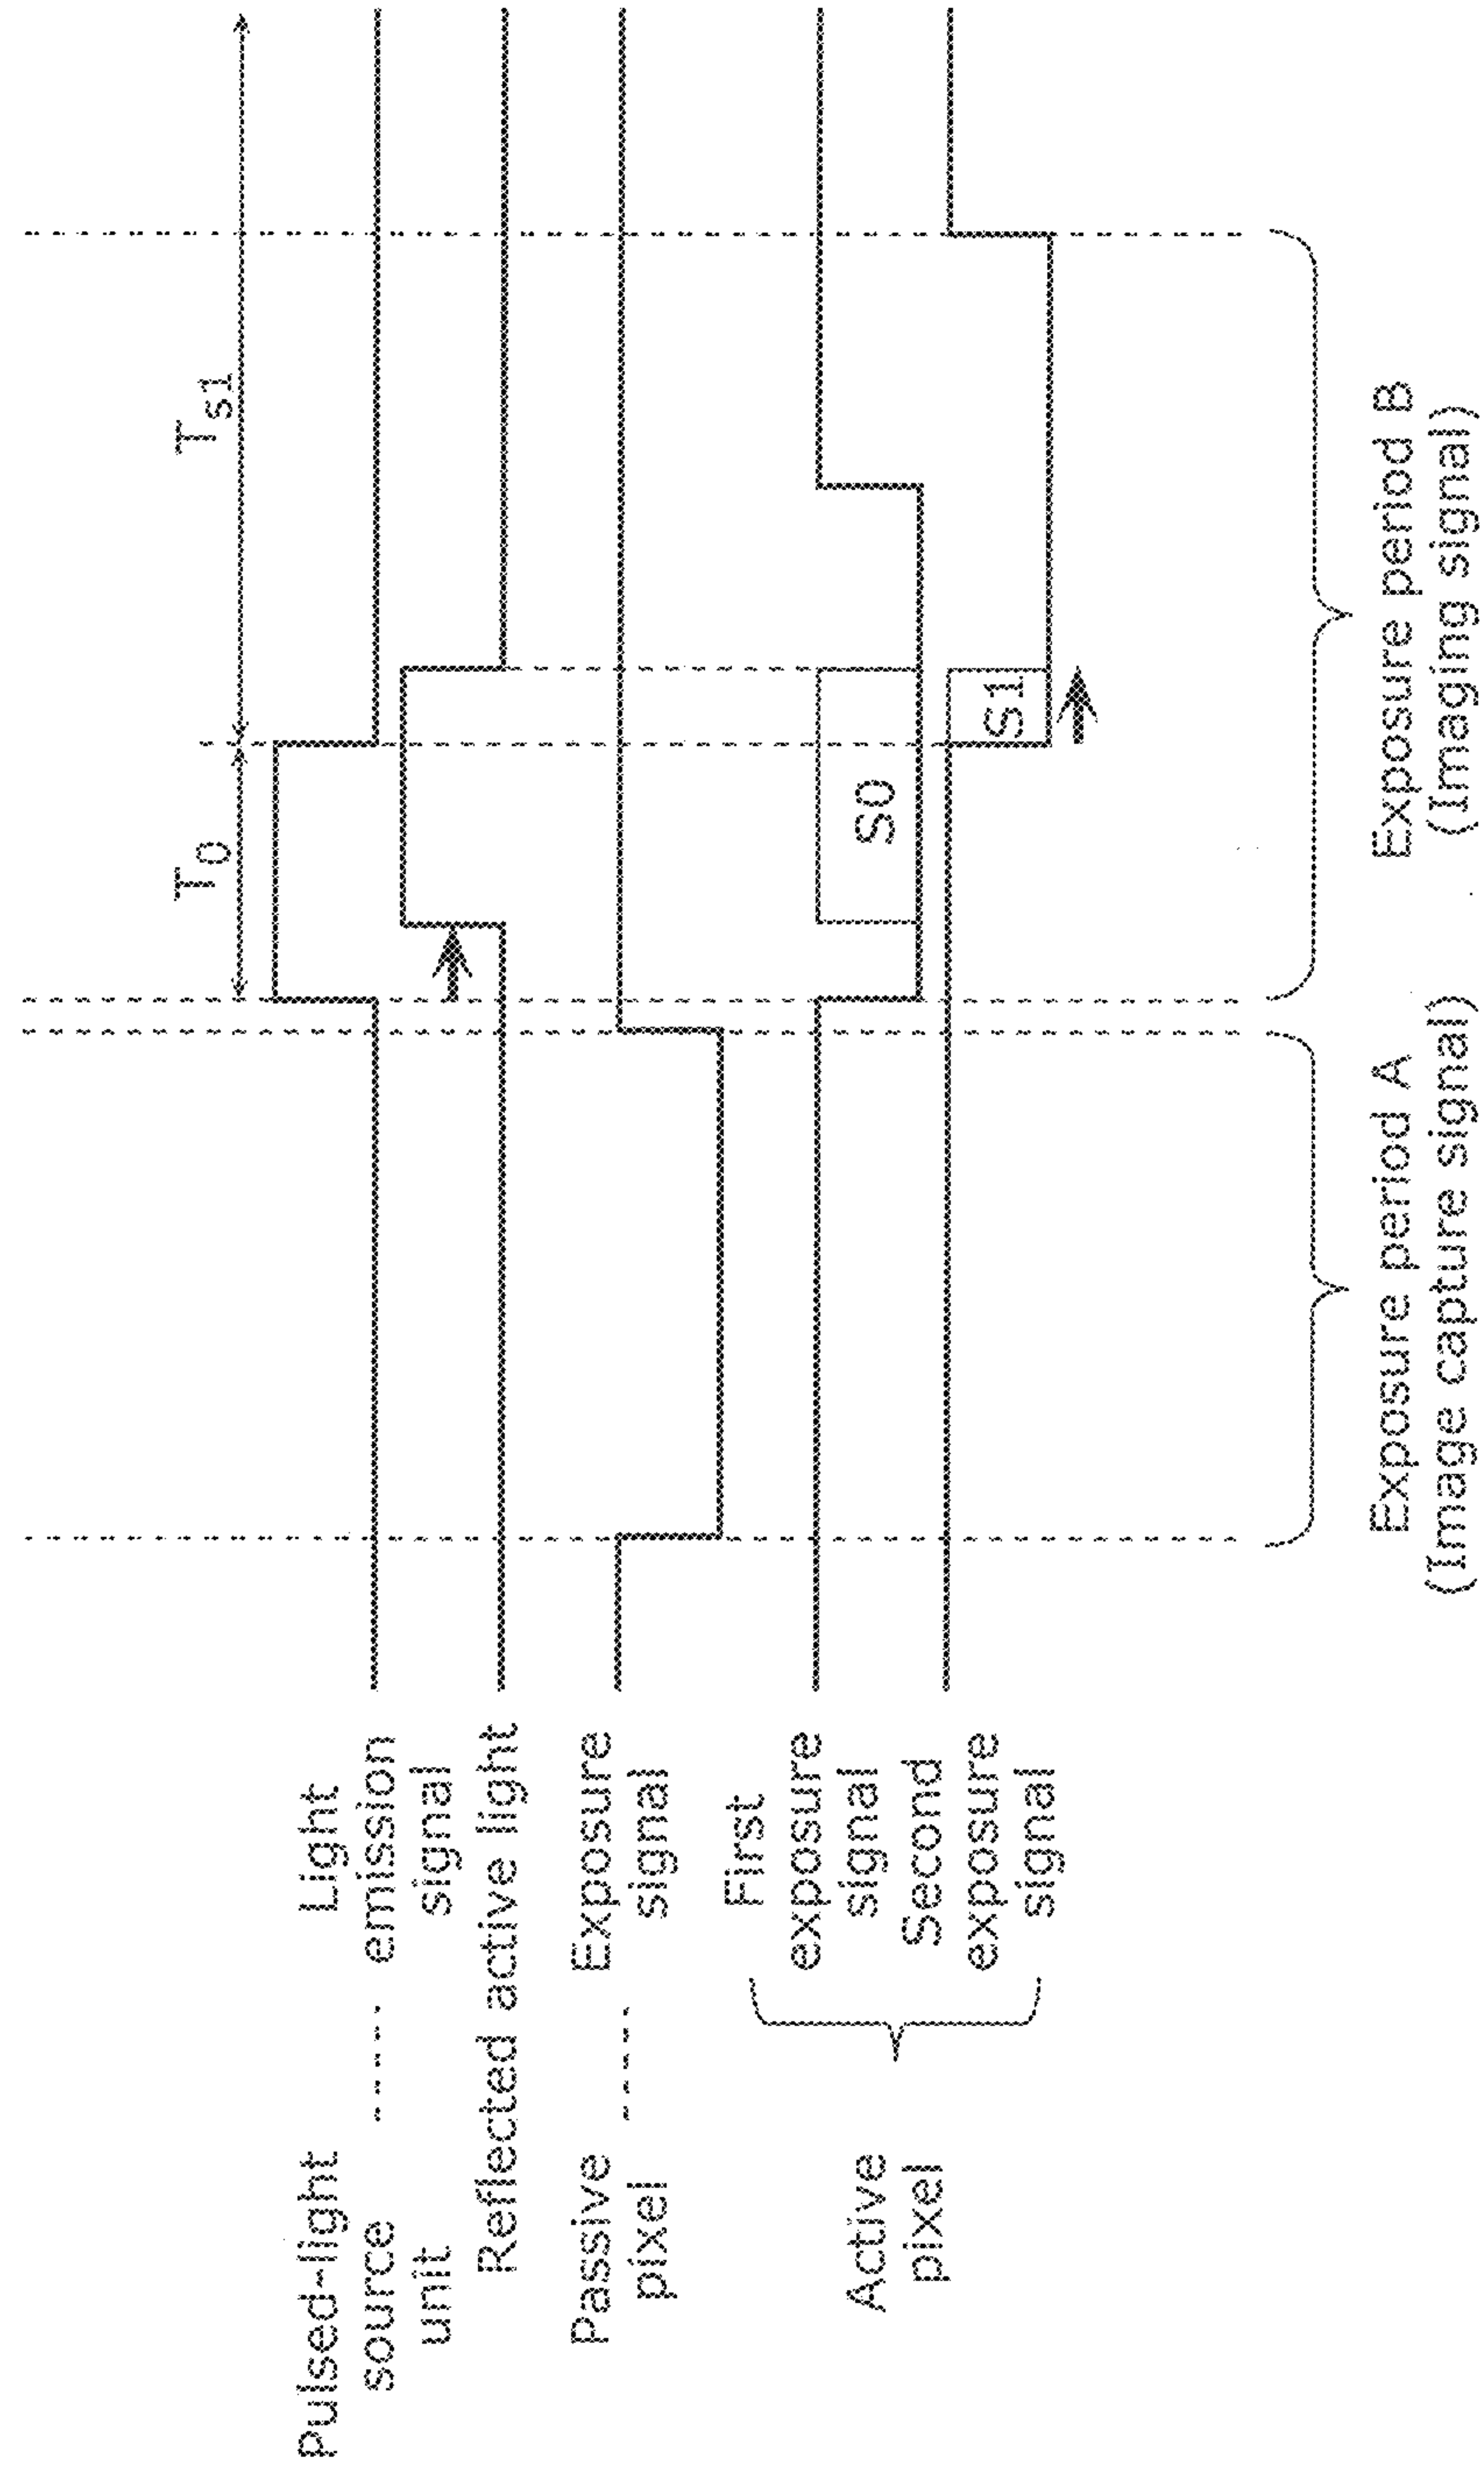 T0
Ts1
Pulsed-light
source
unit
Light
emission
signal
Reflected active light
Passive
pixel
Exposure
signal
Active
pixel
First
exposure
signal
Second
exposure
signal
S0
S1
Exposure period A
(Image capture signal)
Exposure period B
(Imaging signal)